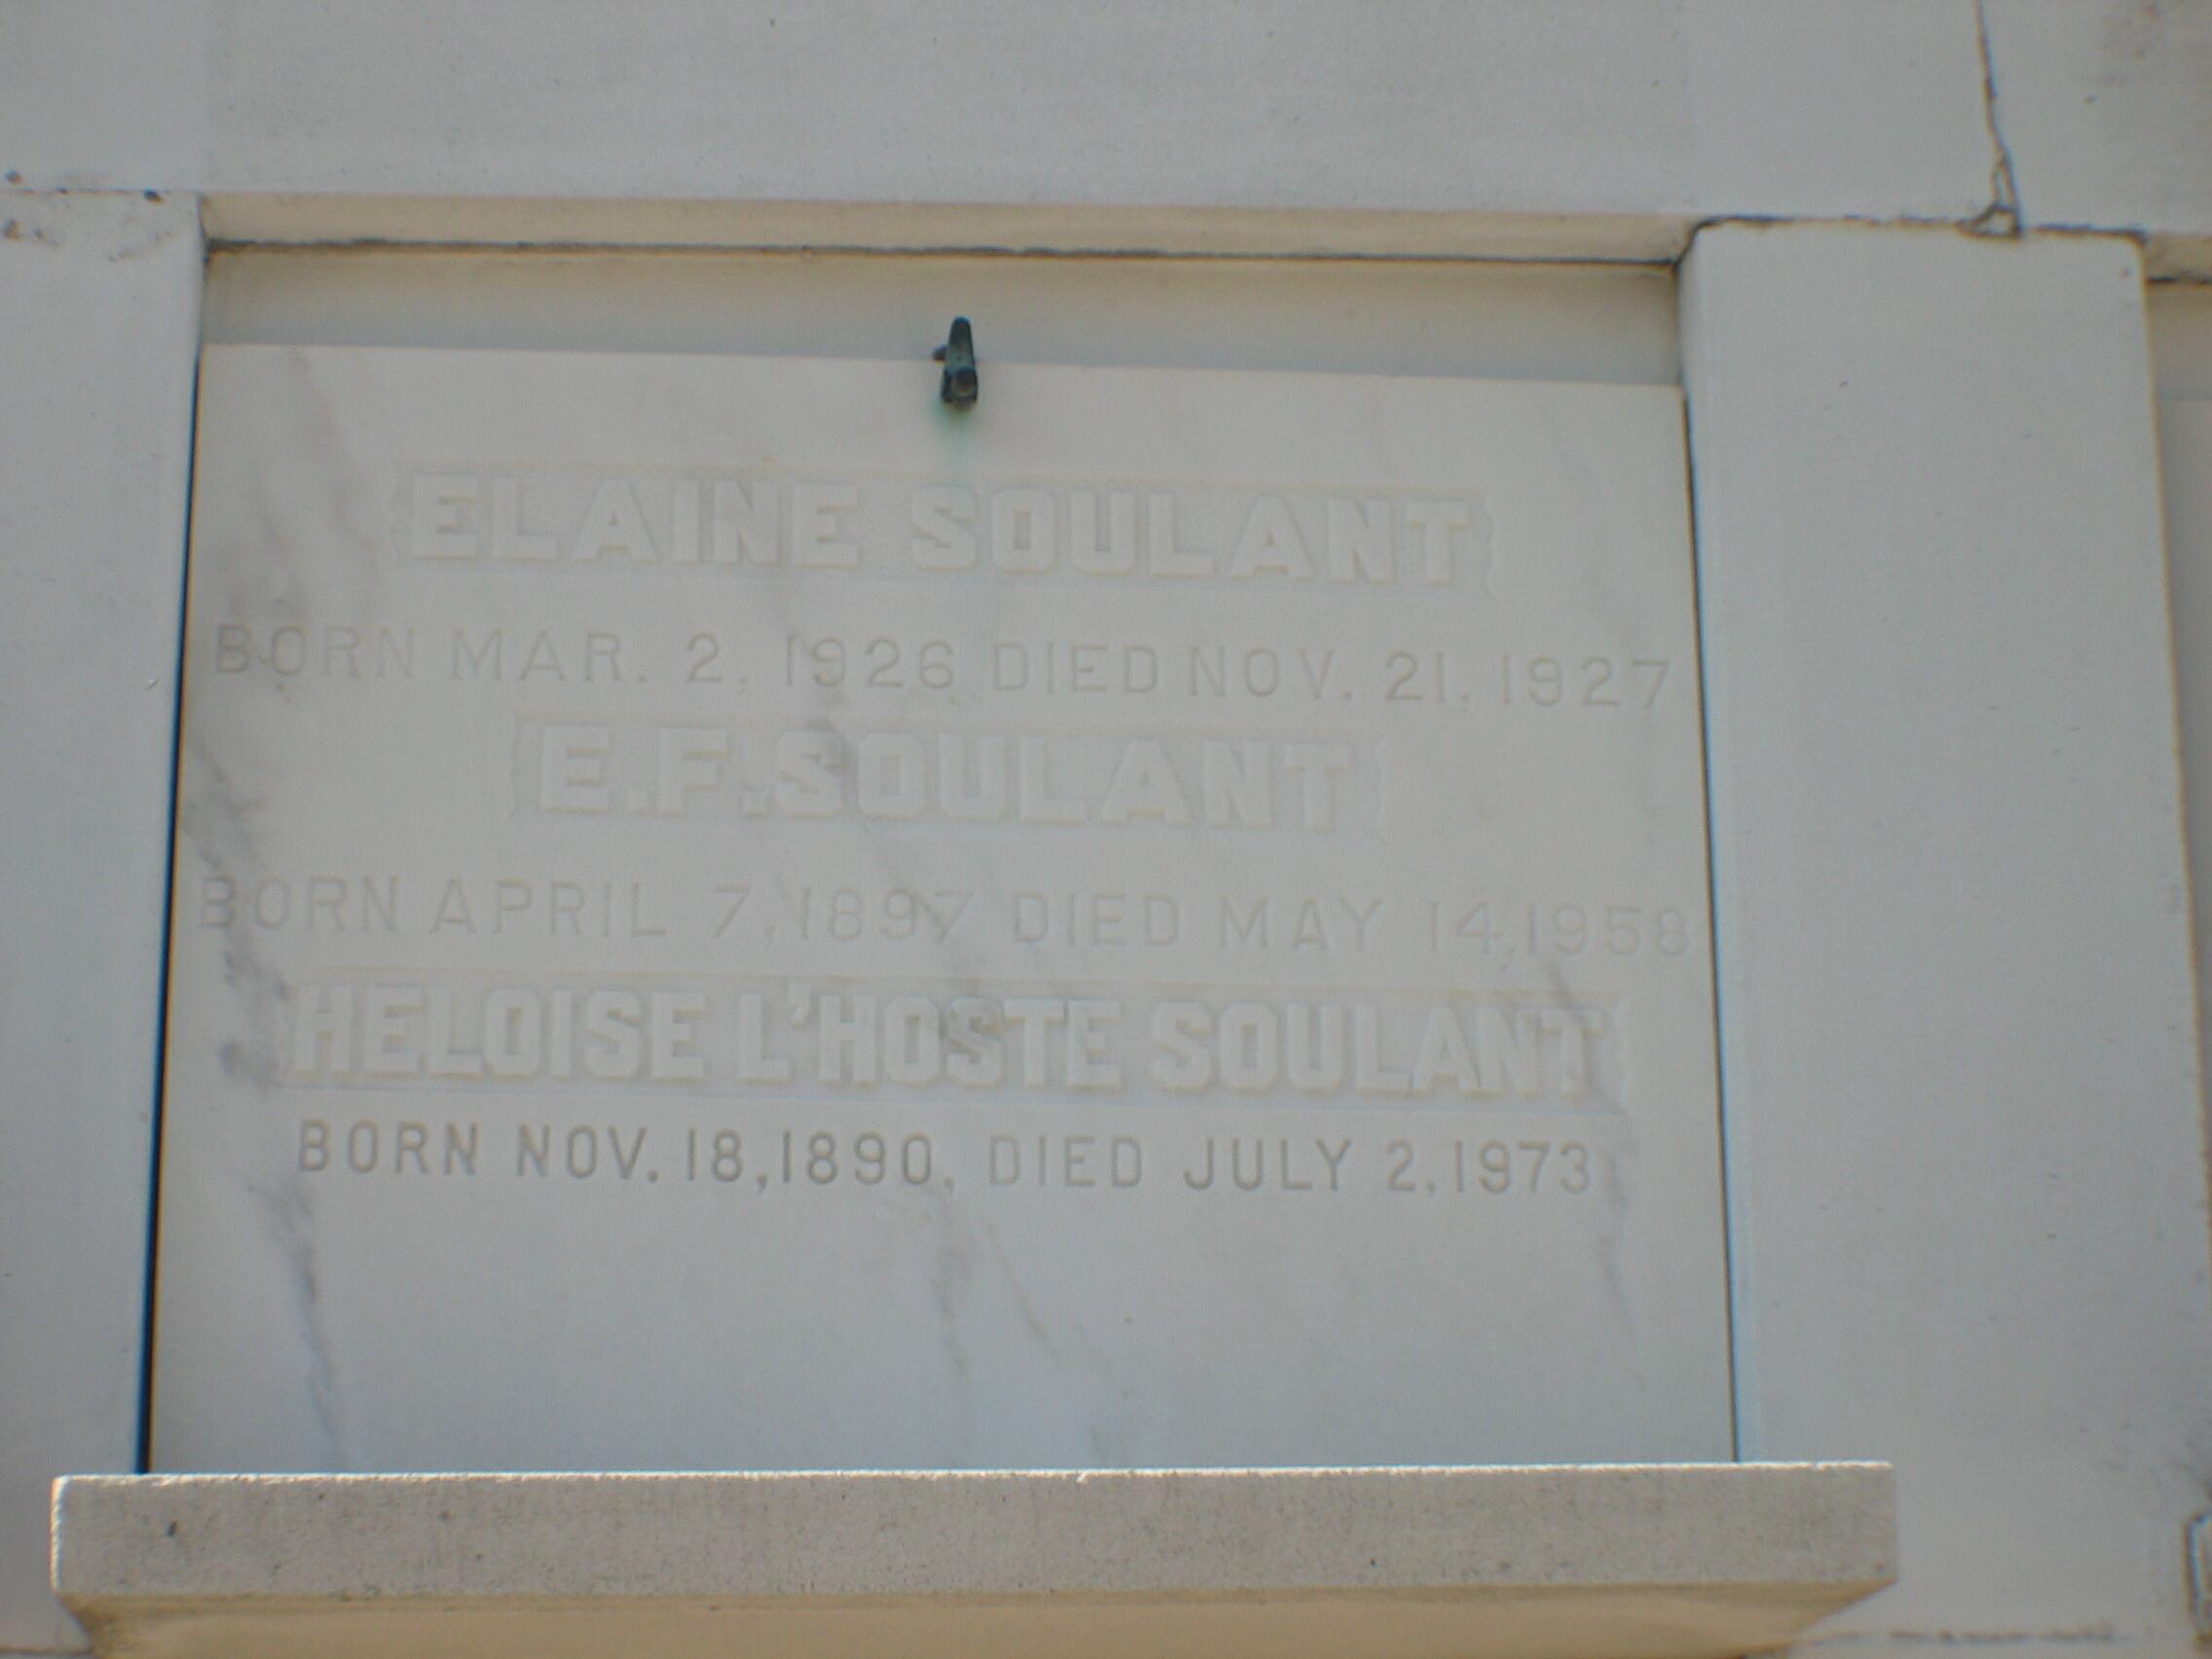 ELAINE SOULANT
BORN MAR. 2, 1926 DIED NOV. 21, 1927
E.F. SOULANT
BORN APRIL 7, 1897 DIED MAY 14, 1958
HELOISE L'HOSTE SOULANT
BORN NOV. 18, 1890, DIED JULY 2, 1973